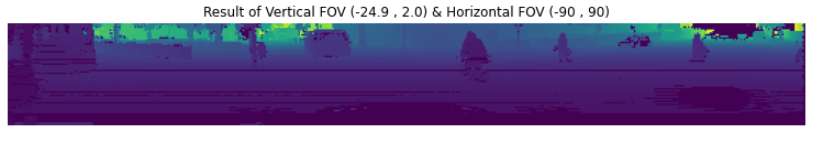 Result of Vertical FOV (-24.9 , 2.0) & Horizontal FOV (-90 , 90)